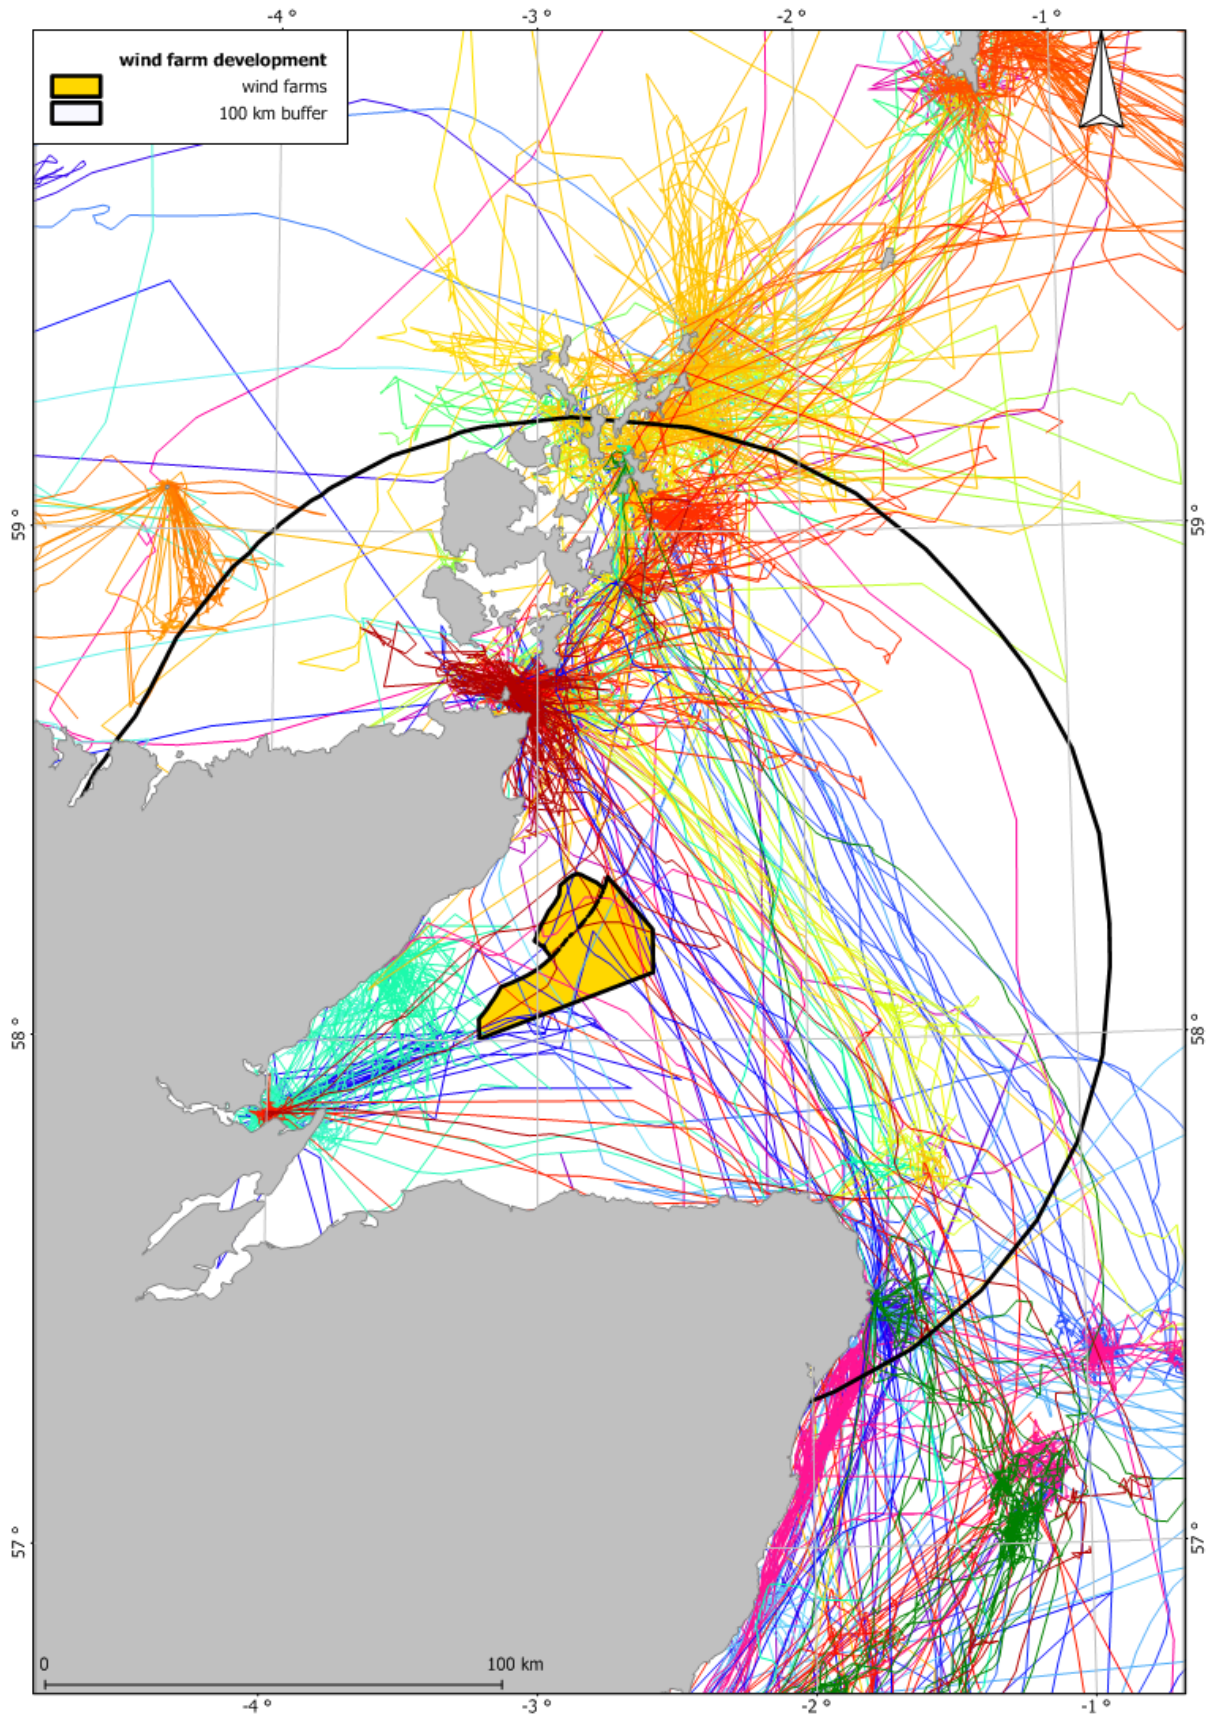 -4 ° -3 ° -2 ° -1 °
wind farm development
wind farms
100 km buffer
59 ° 59 °
58 ° 58 °
57 ° 57 °
0 100 km
-4 ° -3 ° -2 ° -1 °